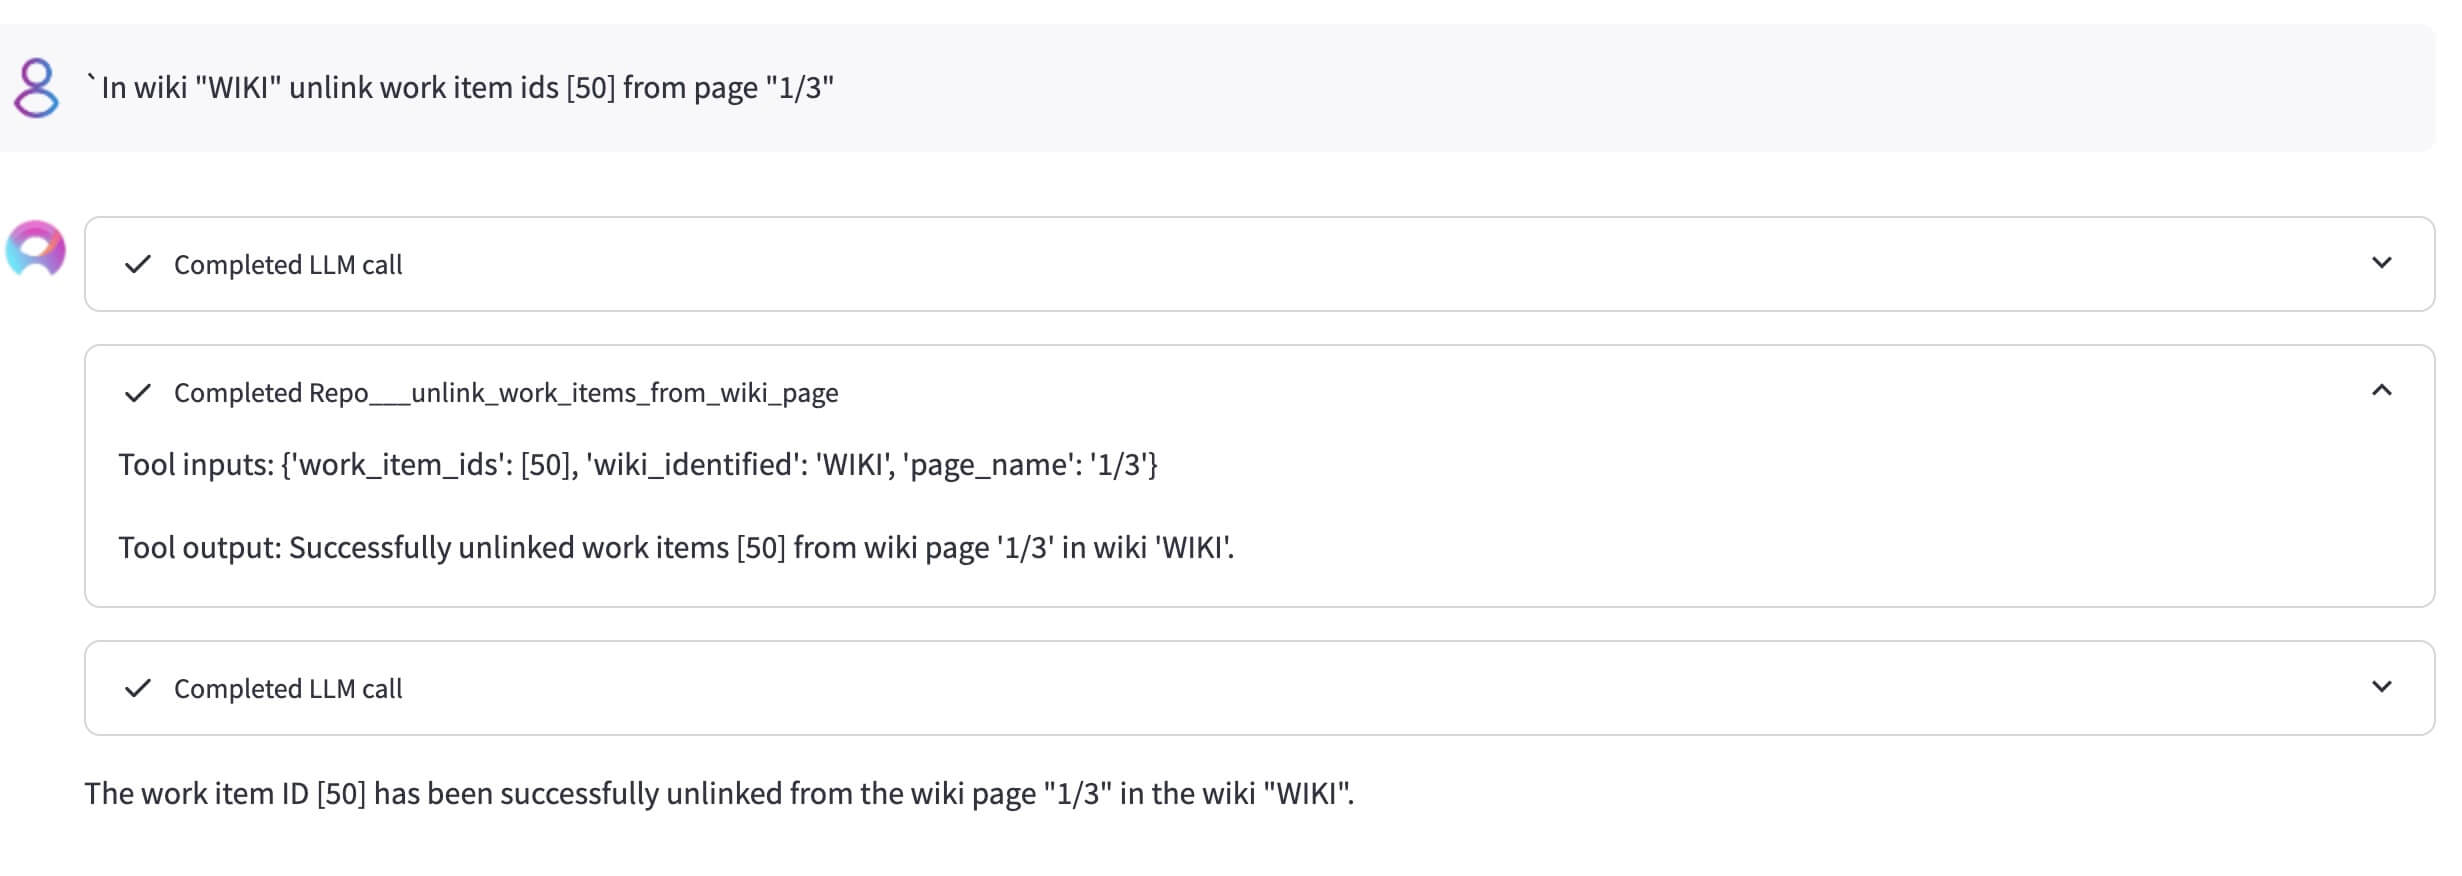 `In wiki "WIKI" unlink work item ids [50] from page "1/3"
Completed LLM call
Completed Repo___unlink_work_items_from_wiki_page
Tool inputs: {'work_item_ids': [50], 'wiki_identified': 'WIKI', 'page_name': '1/3'}
Tool output: Successfully unlinked work items [50] from wiki page '1/3' in wiki 'WIKI'.
Completed LLM call
The work item ID [50] has been successfully unlinked from the wiki page "1/3" in the wiki "WIKI".